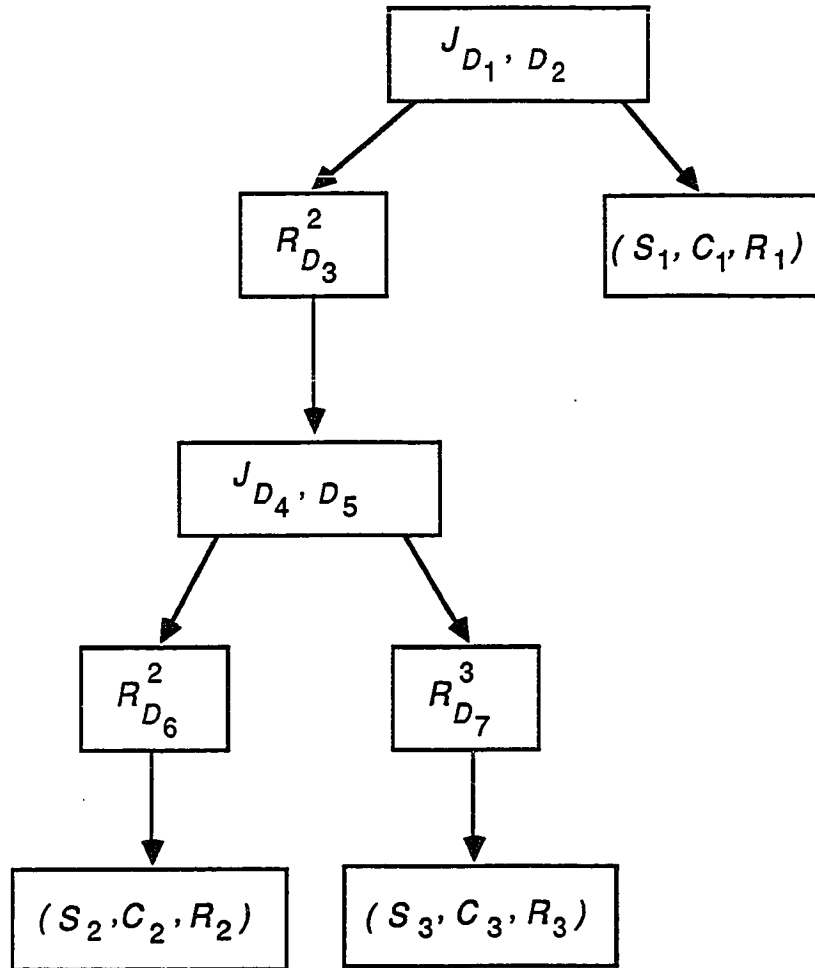 J_{D_1}, D_2
R^2_{D_3}
(S_1, C_1, R_1)
J_{D_4}, D_5
R^2_{D_6}
R^3_{D_7}
(S_2, C_2, R_2)
(S_3, C_3, R_3)